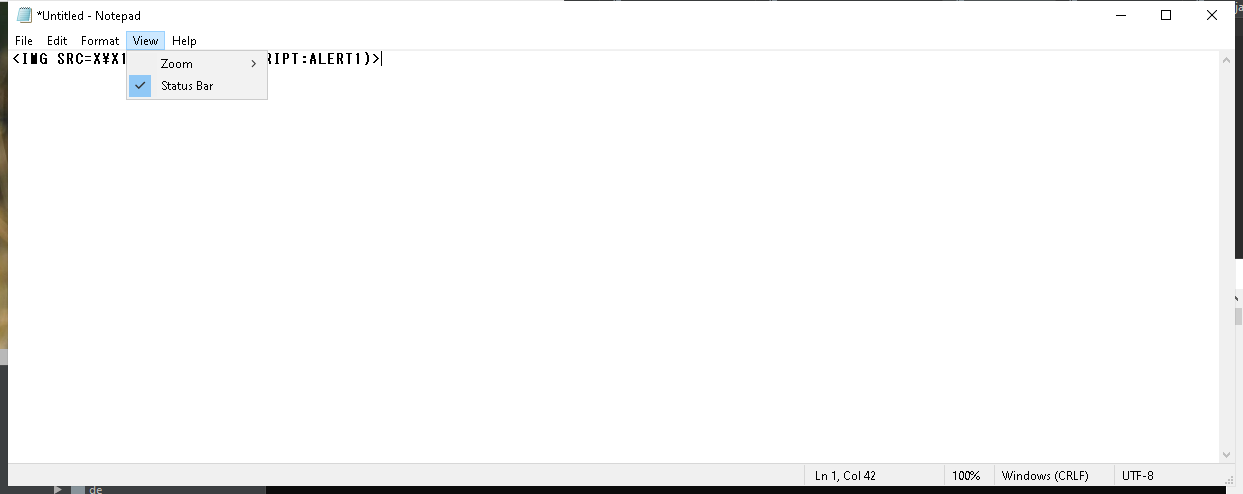 *Untitled - Notepad
File Edit Format View Help
<IMG SRC=X¥X1 RIPT:ALERT1)>
Zoom
Status Bar
Ln 1, Col 42 100% Windows (CRLF) UTF-8
de